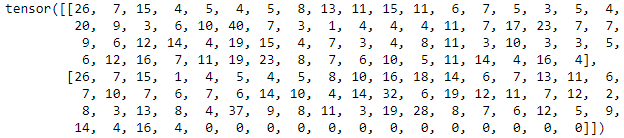 tensor([[26, 7, 15, 4, 5, 4, 5, 8, 13, 11, 15, 11, 6, 7, 5, 3, 5, 4,
20, 9, 3, 6, 10, 40, 7, 3, 1, 4, 4, 4, 11, 7, 17, 23, 7, 7,
9, 6, 12, 14, 4, 19, 15, 4, 7, 3, 4, 8, 11, 3, 10, 3, 3, 5,
6, 12, 16, 7, 11, 19, 23, 8, 7, 6, 10, 5, 11, 14, 4, 16, 4],
[26, 7, 15, 1, 4, 5, 4, 5, 8, 10, 16, 18, 14, 6, 7, 13, 11, 6,
7, 10, 7, 6, 7, 6, 14, 10, 4, 14, 32, 6, 19, 12, 11, 7, 12, 2,
8, 3, 13, 8, 4, 37, 9, 8, 11, 3, 19, 28, 8, 7, 6, 12, 5, 9,
14, 4, 16, 4, 0, 0, 0, 0, 0, 0, 0, 0, 0, 0, 0, 0, 0]])